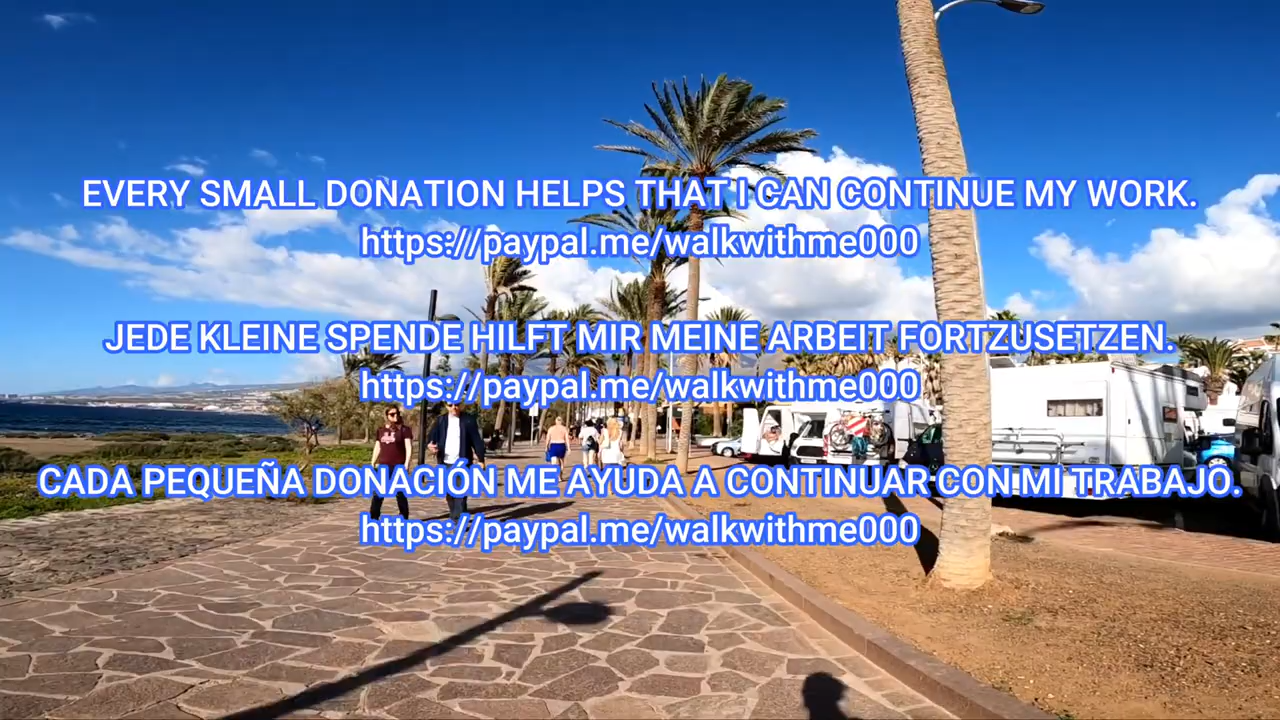 EVERY SMALL DONATION HELPS THAT I CAN CONTINUE MY WORK.
https://paypal.me/walkwithme000
JEDE KLEINE SPENDE HILFT MIR MEINE ARBEIT FORTZUSETZEN.
https://paypal.me/walkwithme000
CADA PEQUEÑA DONACIÓN ME AYUDA A CONTINUAR CON MI TRABAJO.
https://paypal.me/walkwithme000